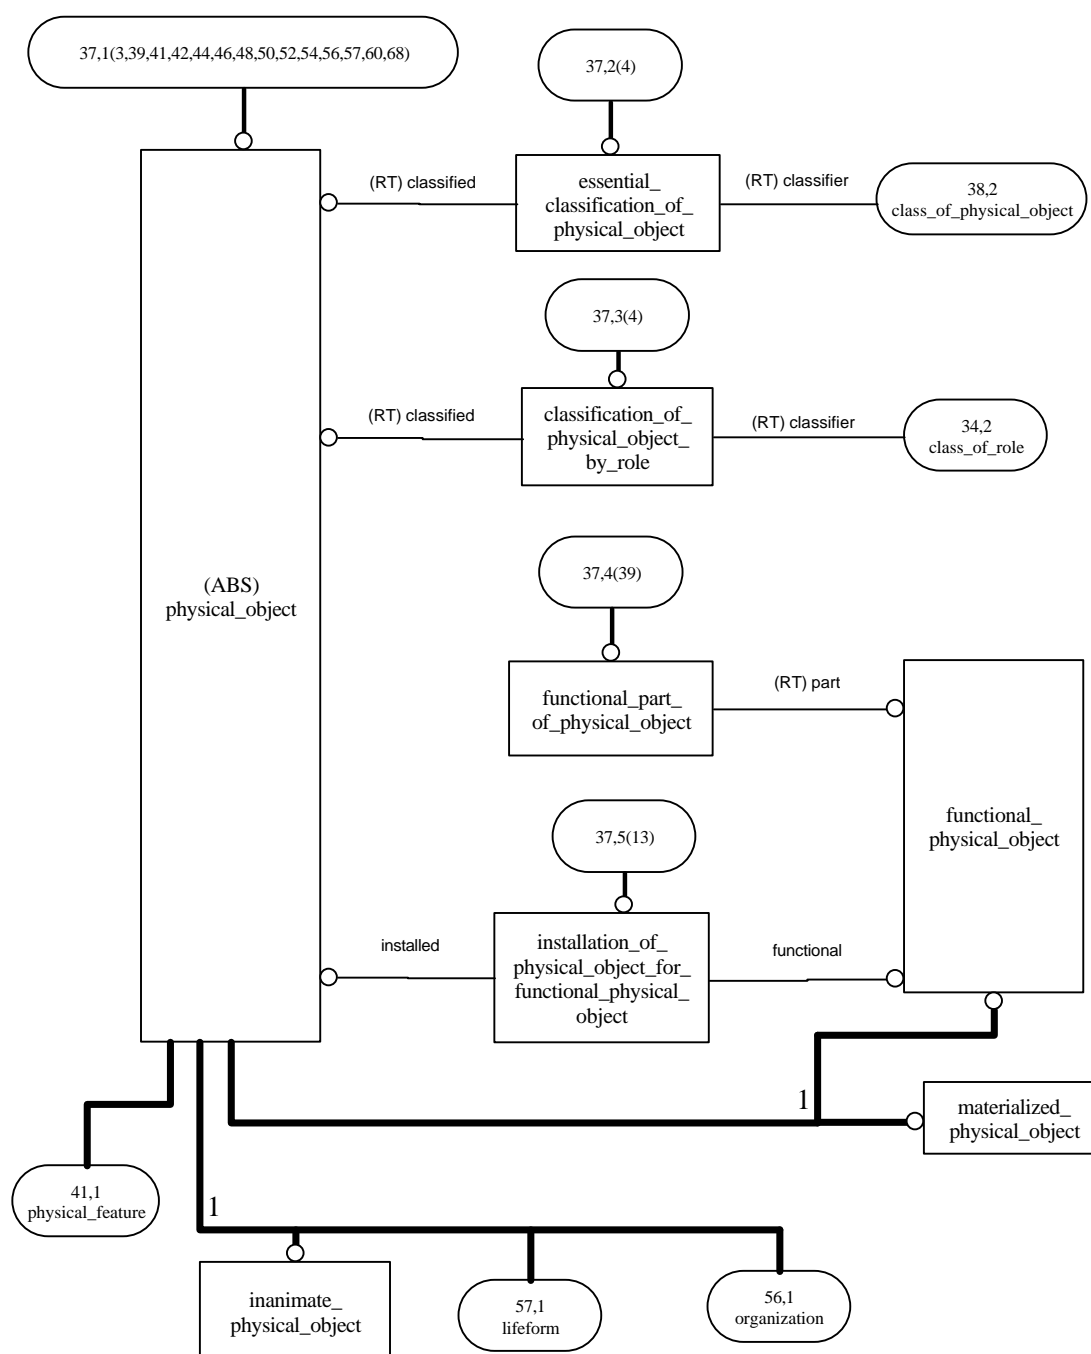 37,1(3,39,41,42,44,46,48,50,52,54,56,57,60,68)
37,2(4)
(RT) classified
essential_
classification_of_
physical_object
(RT) classifier
38,2
class_of_physical_object
37,3(4)
(RT) classified
classification_of_
physical_object_
by_role
(RT) classifier
34,2
class_of_role
(ABS)
physical_object
37,4(39)
functional_part_
of_physical_object
(RT) part
functional_
physical_object
37,5(13)
installed
installation_of_
physical_object_for_
functional_physical_
object
functional
1
materialized_
physical_object
41,1
physical_feature
1
inanimate_
physical_object
57,1
lifeform
56,1
organization